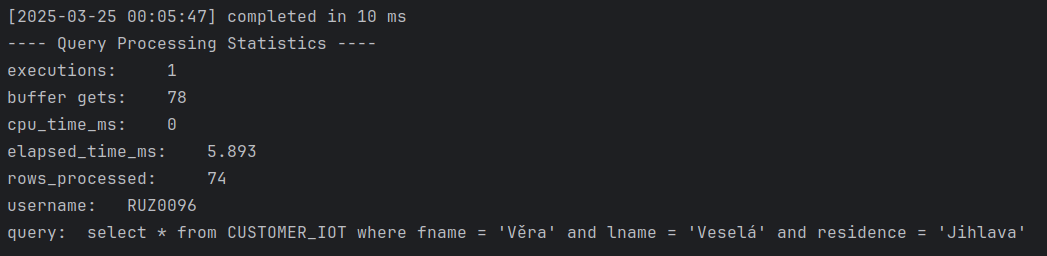 [2025-03-25 00:05:47] completed in 10 ms
---- Query Processing Statistics ----
executions:     1
buffer gets:    78
cpu_time_ms:    0
elapsed_time_ms:    5.893
rows_processed:     74
username:   RUZ0096
query:  select * from CUSTOMER_IOT where fname = 'Věra' and lname = 'Veselá' and residence = 'Jihlava'